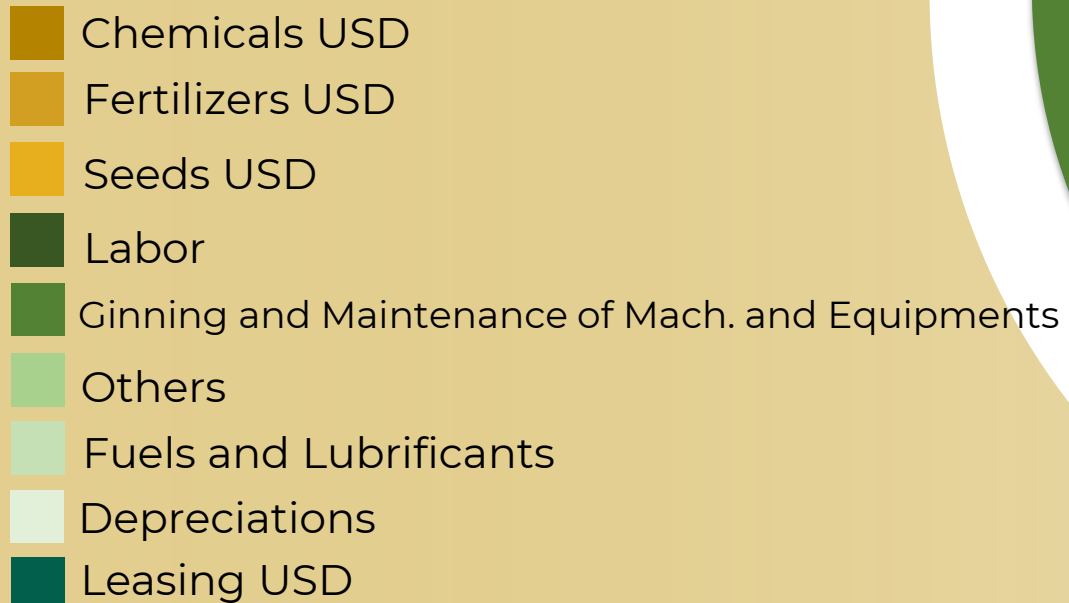 Chemicals USD
Fertilizers USD
Seeds USD
Labor
Ginning and Maintenance of Mach. and Equipments
Others
Fuels and Lubrificants
Depreciations
Leasing USD